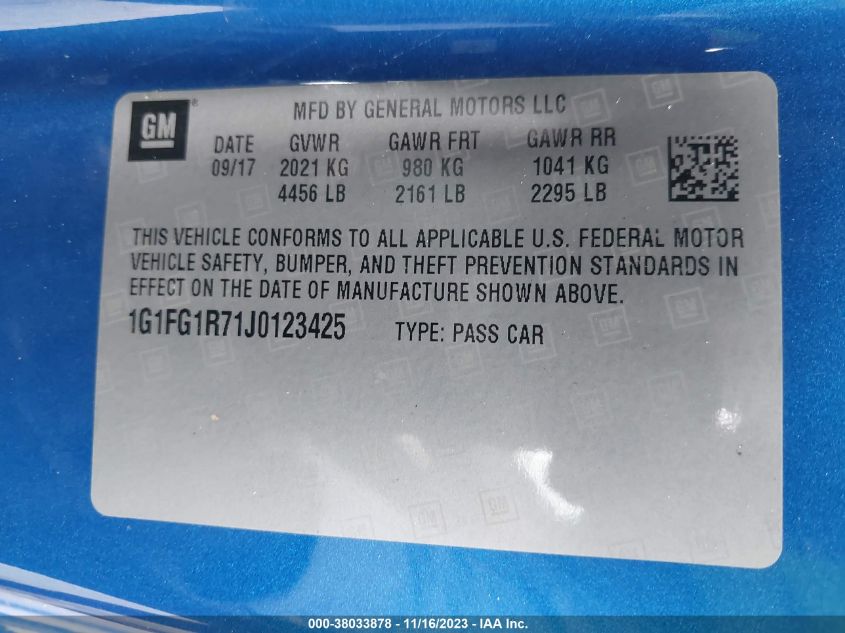 GM®
MFD BY GENERAL MOTORS LLC
DATE GVWR GAWR FRT GAWR RR
09/17 2021 KG 980 KG 1041 KG
4456 LB 2161 LB 2295 LB
THIS VEHICLE CONFORMS TO ALL APPLICABLE U.S. FEDERAL MOTOR
VEHICLE SAFETY, BUMPER, AND THEFT PREVENTION STANDARDS IN
EFFECT ON THE DATE OF MANUFACTURE SHOWN ABOVE.
1G1FG1R71J0123425 TYPE: PASS CAR
000-38033878 - 11/16/2023 - IAA Inc.